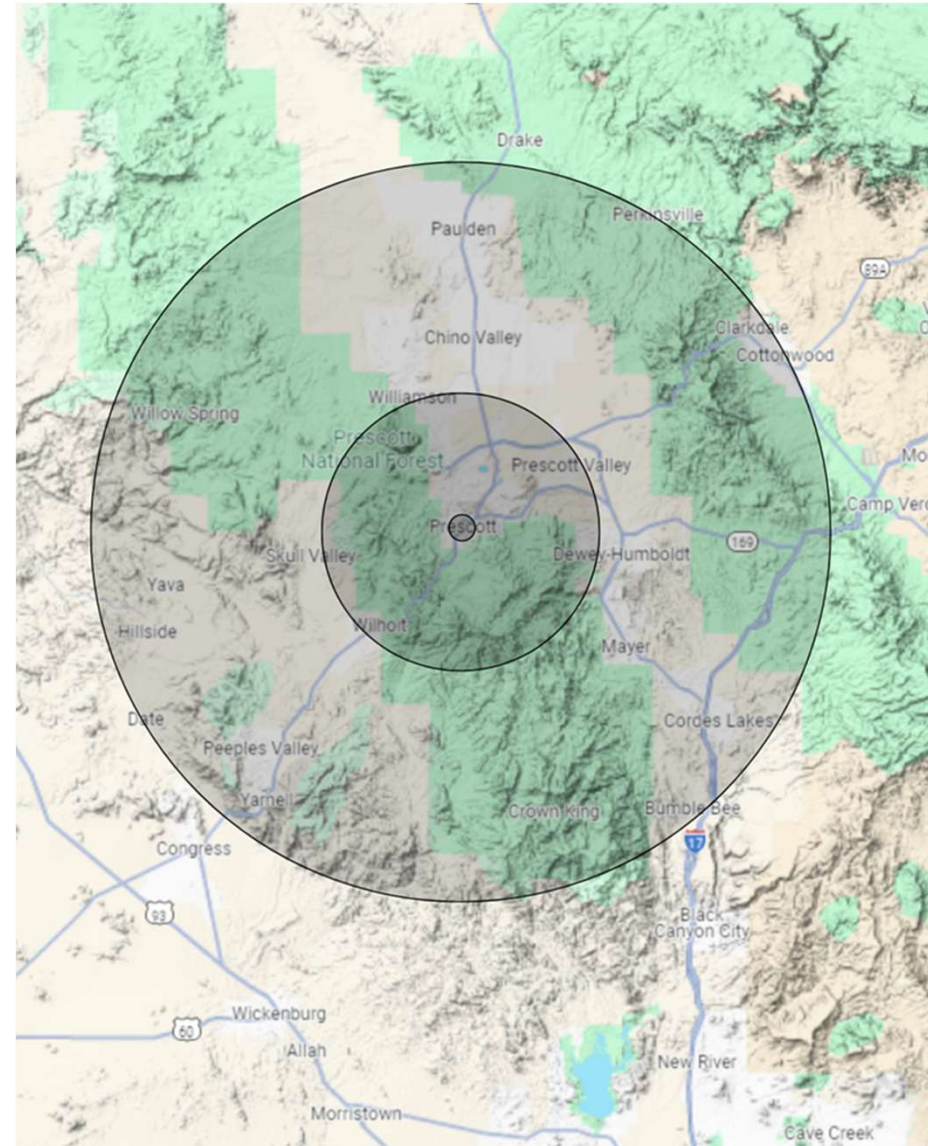 Drake
Perkinsville
Paulden
89A
Clarkdale
Chino Valley
Cottonwood
Williamson
Willow Spring
Prescott
National Forest
Prescott Valley
Camp Verd
Prescott
169
Skull Valley
Dewey-Humboldt
Yava
Wilhoit
Hillside
Mayer
Date
Cordes Lakes
Peeples Valley
Yarnell
Crown King
Bumble Bee
17
Congress
93
Black
Canyon City
Wickenburg
60
Allah
New River
Morristown
Cave Creek